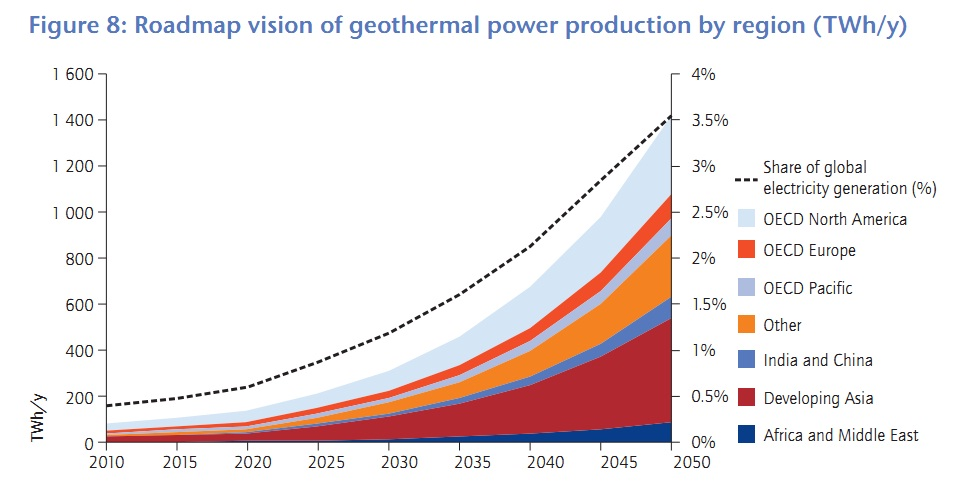 Figure 8: Roadmap vision of geothermal power production by region (TWh/y)
1 600
1 400
1 200
1 000
800
600
400
200
0
TWh/y
2010 2015 2020 2025 2030 2035 2040 2045 2050
4%
3.5%
3%
2.5%
2%
1.5%
1%
0.5%
0%
Share of global
electricity generation (%)
OECD North America
OECD Europe
OECD Pacific
Other
India and China
Developing Asia
Africa and Middle East